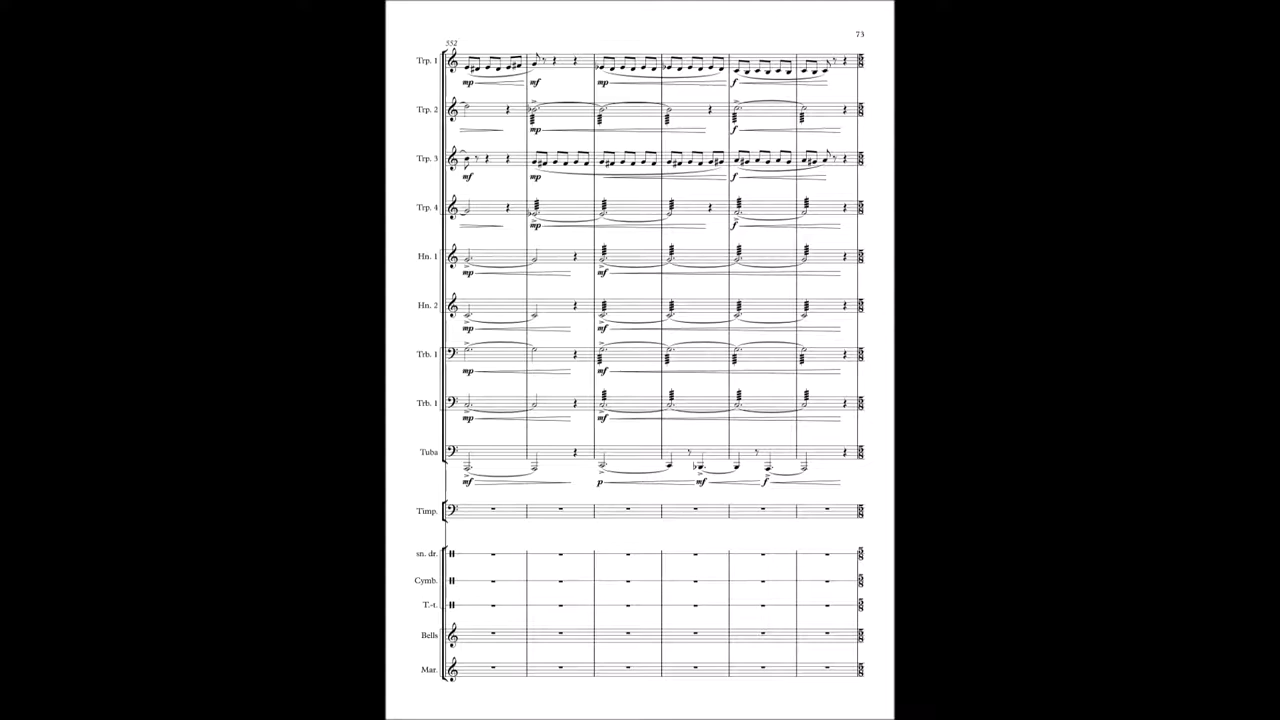 73
552
Trp. 1
mp mf mp f
Trp. 2
mp f
Trp. 3
mf mp f
Trp. 4
mp f
Hn. 1
mp mf
Hn. 2
mp mf
Trb. 1
mp mf
Trb. 1
mp mf
Tuba
mf p mf f
Timp.
sn. dr.
Cymb.
T.-t.
Bells
Mar.